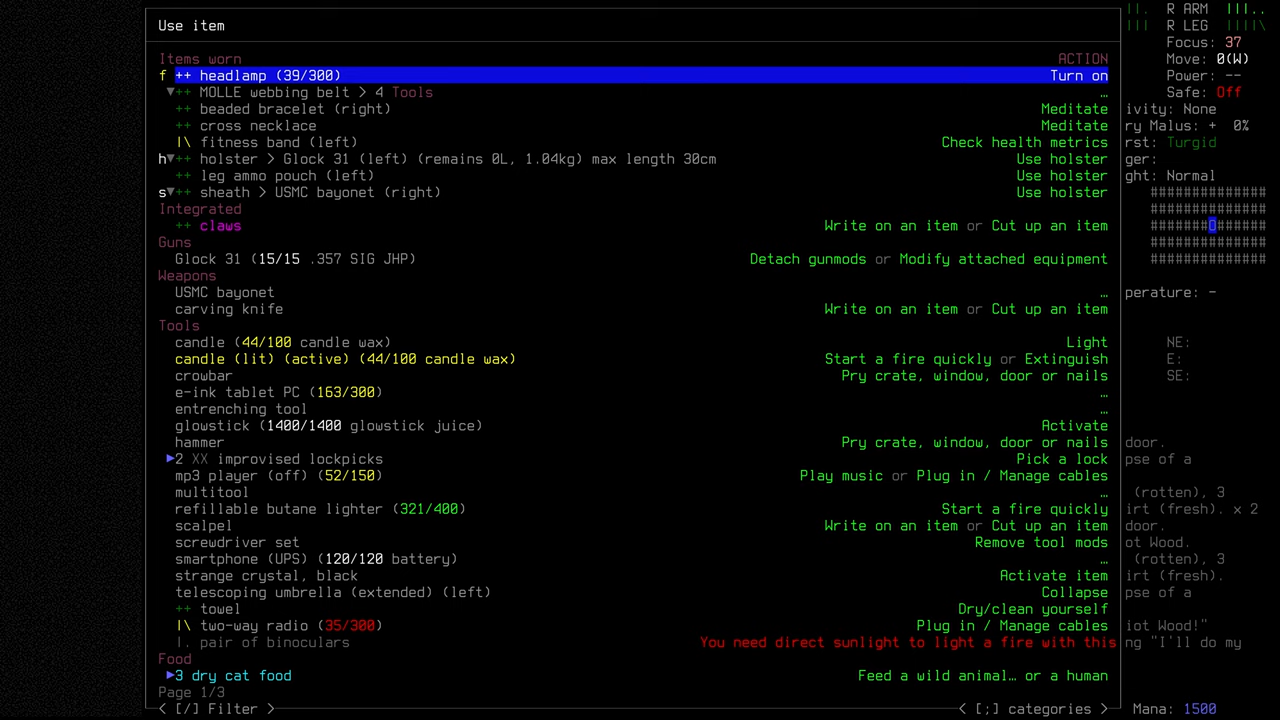 Use item
R ARM |||..
R LEG ||||\
Focus: 37
Move: 0(W)
Power: --
Safe: Off
ivity: None
ry Malus: + 0%
rst: Turgid
ger:
ght: Normal
Items worn ACTION
f ++ headlamp (39/300) Turn on
▼++ MOLLE webbing belt > 4 Tools …
++ beaded bracelet (right) Meditate
++ cross necklace Meditate
|\ fitness band (left) Check health metrics
h▼++ holster > Glock 31 (left) (remains 0L, 1.04kg) max length 30cm Use holster
++ leg ammo pouch (left) Use holster
s▼++ sheath > USMC bayonet (right) Use holster
Integrated
++ claws Write on an item or Cut up an item
Guns
Glock 31 (15/15 .357 SIG JHP) Detach gunmods or Modify attached equipment
Weapons
USMC bayonet … perature: -
carving knife Write on an item or Cut up an item
Tools
candle (44/100 candle wax) Light NE:
candle (lit) (active) (44/100 candle wax) Start a fire quickly or Extinguish E:
crowbar Pry crate, window, door or nails SE:
e-ink tablet PC (163/300) …
entrenching tool …
glowstick (1400/1400 glowstick juice) Activate
hammer Pry crate, window, door or nails door.
►2 XX improvised lockpicks Pick a lock pse of a
mp3 player (off) (52/150) Play music or Plug in / Manage cables
multitool … (rotten), 3
refillable butane lighter (321/400) Start a fire quickly irt (fresh). x 2
scalpel Write on an item or Cut up an item door.
screwdriver set Remove tool mods ot Wood.
smartphone (UPS) (120/120 battery) … (rotten), 3
strange crystal, black Activate item irt (fresh).
telescoping umbrella (extended) (left) Collapse pse of a
++ towel Dry/clean yourself
|\ two-way radio (35/300) Plug in / Manage cables iot Wood!"
|. pair of binoculars You need direct sunlight to light a fire with this ng "I'll do my
Food
►3 dry cat food Feed a wild animal… or a human
Page 1/3
< [/] Filter > < [;] categories > Mana: 1500